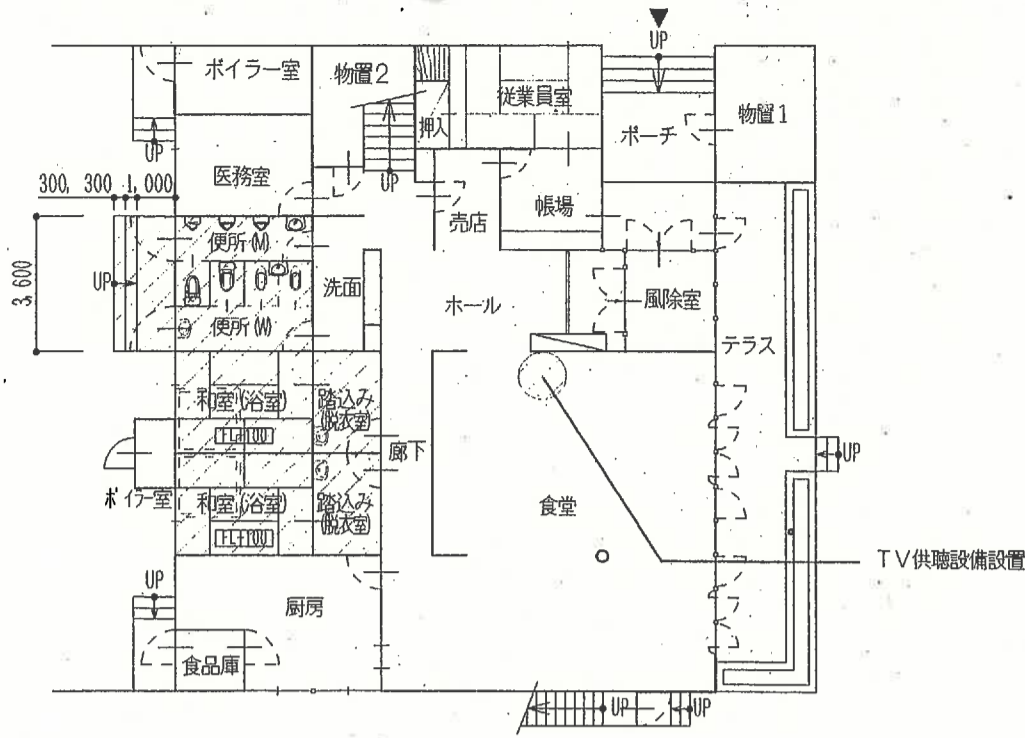 UP
ボイラー室
物置2
従業員室
押入
ポーチ
物置1
UP
医務室
UP
300, 300 1,000
帳場
売店
便所(M)
3,600
UP
洗面
ホール
風除室
便所(W)
テラス
和室(浴室)
踏込み
(脱衣室)
FL+100
廊下
UP
ボイラー室
和室(浴室)
踏込み
(脱衣室)
食堂
FL+100
TV供聴設備設置
UP
厨房
食品庫
UP
UP